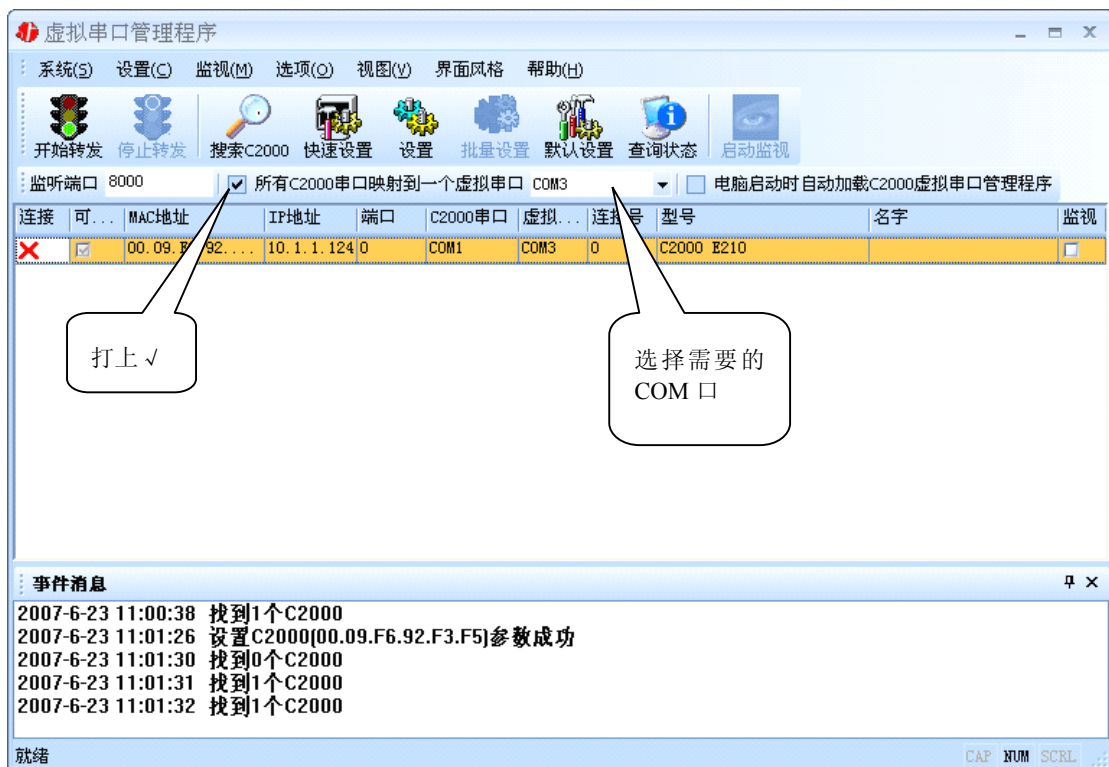 虚拟串口管理程序
系统(S) 设置(C) 监视(M) 选项(O) 视图(V) 界面风格 帮助(H)
开始转发 停止转发 搜索C2000 快速设置 设置 批量设置 默认设置 查询状态 启动监视
监听端口 8000 所有C2000串口映射到一个虚拟串口 COM3 电脑启动时自动加载C2000虚拟串口管理程序
连接 可... MAC地址 IP地址 端口 C2000串口 虚拟... 连接号 型号 名字 监视
00.09. 92.... 10.1.1.124 0 COM1 COM3 0 C2000 E210
打上√
选择需要的
COM 口
事件消息
2007-6-23 11:00:38 找到1个C2000
2007-6-23 11:01:26 设置C2000(00.09.F6.92.F3.F5)参数成功
2007-6-23 11:01:30 找到0个C2000
2007-6-23 11:01:31 找到1个C2000
2007-6-23 11:01:32 找到1个C2000
就绪 CAP NUM SCRL